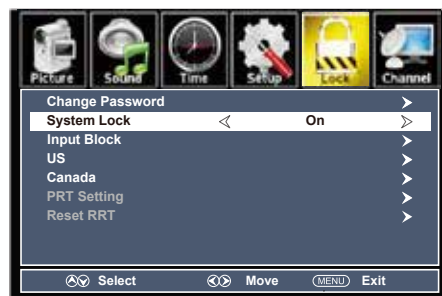 Picture Sound Time Setup Lock Channel
Change Password
System Lock On
Input Block
US
Canada
PRT Setting
Reset RRT
Select Move MENU Exit